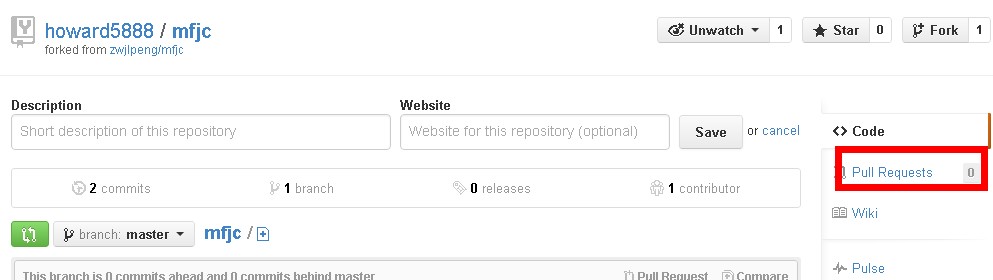 howard5888 / mfjc
forked from zwjlpeng/mfjc
Unwatch 1
Star 0
Fork 1
Description
Website
Short description of this repository
Website for this repository (optional)
Save
or cancel
2 commits
1 branch
0 releases
1 contributor
branch: master
mfjc /
This branch is 0 commits ahead and 0 commits behind master
Pull Request
Compare
Code
Pull Requests 0
Wiki
Pulse